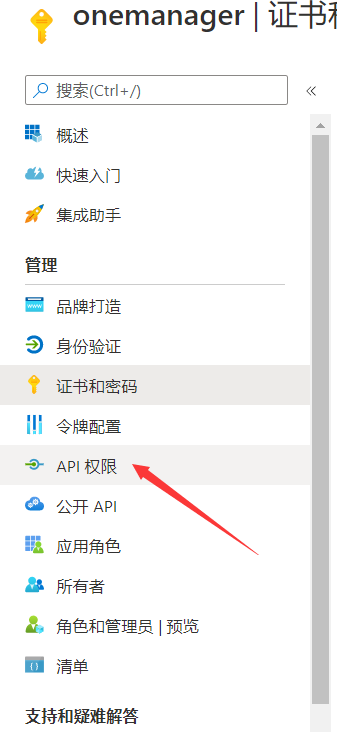 onemanager | 证书和
搜索(Ctrl+/)
«
概述
快速入门
集成助手
管理
品牌打造
www
身份验证
证书和密码
令牌配置
API 权限
公开 API
应用角色
所有者
角色和管理员 | 预览
清单
支持和疑难解答